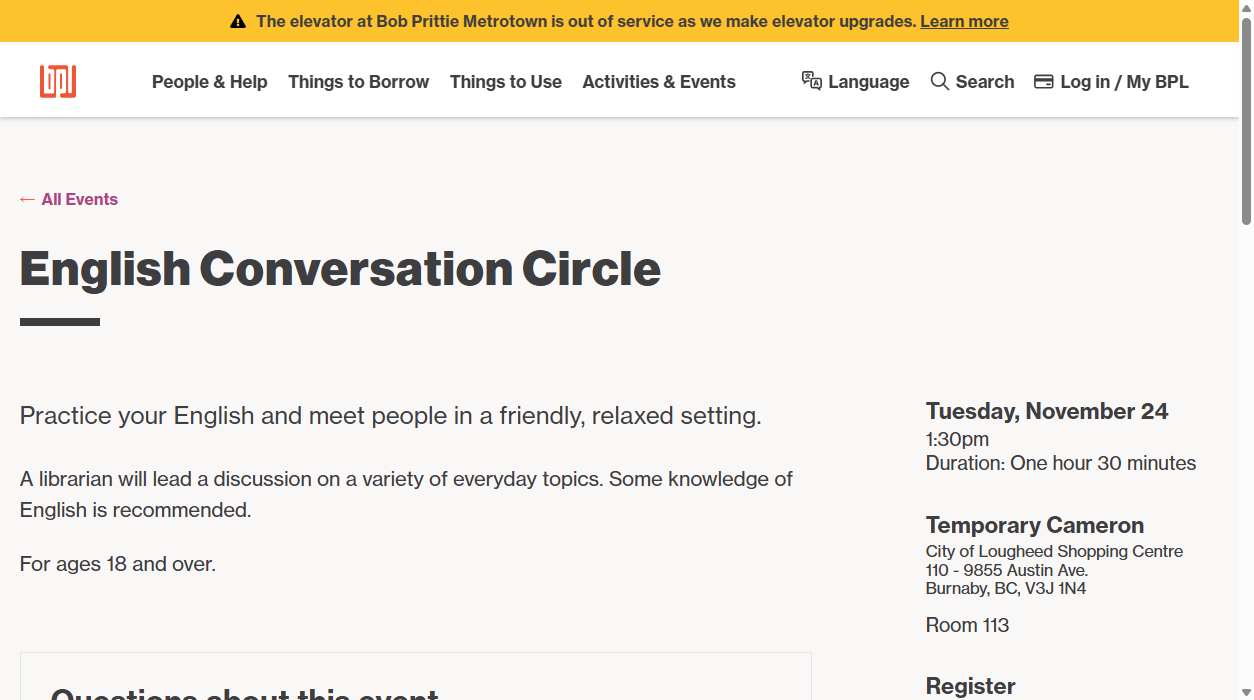 The elevator at Bob Prittie Metrotown is out of service as we make elevator upgrades. Learn more
People & Help Things to Borrow Things to Use Activities & Events Language Search Log in / My BPL
← All Events
English Conversation Circle
Practice your English and meet people in a friendly, relaxed setting.
A librarian will lead a discussion on a variety of everyday topics. Some knowledge of
English is recommended.
For ages 18 and over.
Questions about this event
Tuesday, November 24
1:30pm
Duration: One hour 30 minutes
Temporary Cameron
City of Lougheed Shopping Centre
110 - 9855 Austin Ave.
Burnaby, BC, V3J 1N4
Room 113
Register